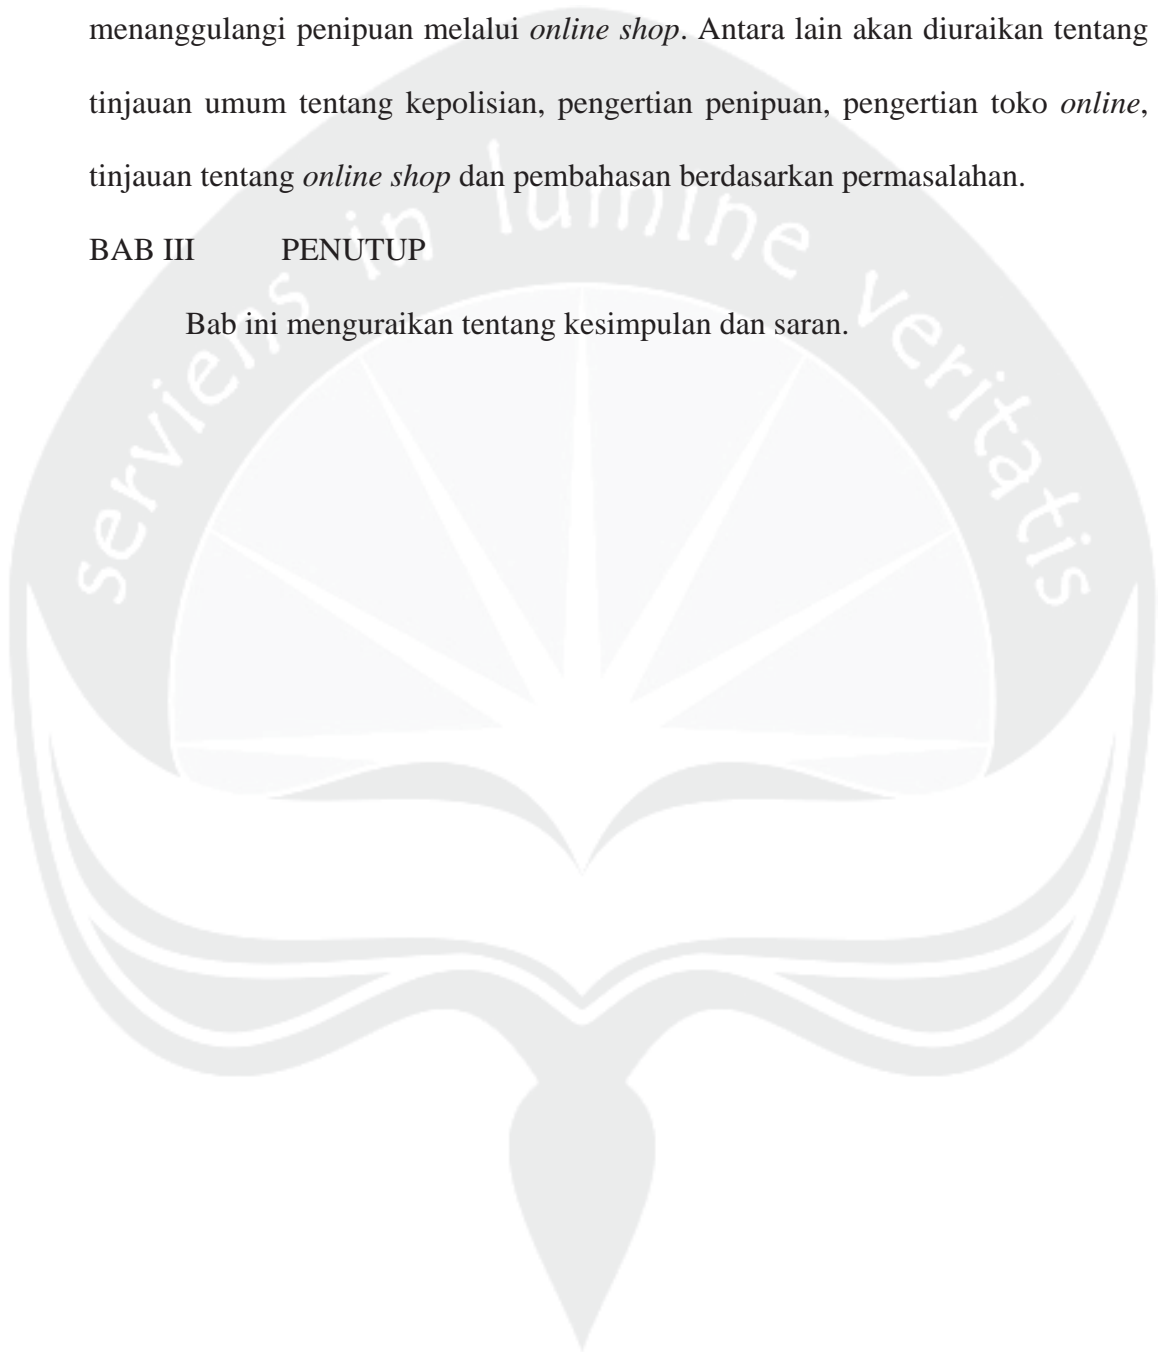 menanggulangi penipuan melalui online shop. Antara lain akan diuraikan tentang
tinjauan umum tentang kepolisian, pengertian penipuan, pengertian toko online,
tinjauan tentang online shop dan pembahasan berdasarkan permasalahan.
BAB III PENUTUP
Bab ini menguraikan tentang kesimpulan dan saran.
serviens in lumine veritatis